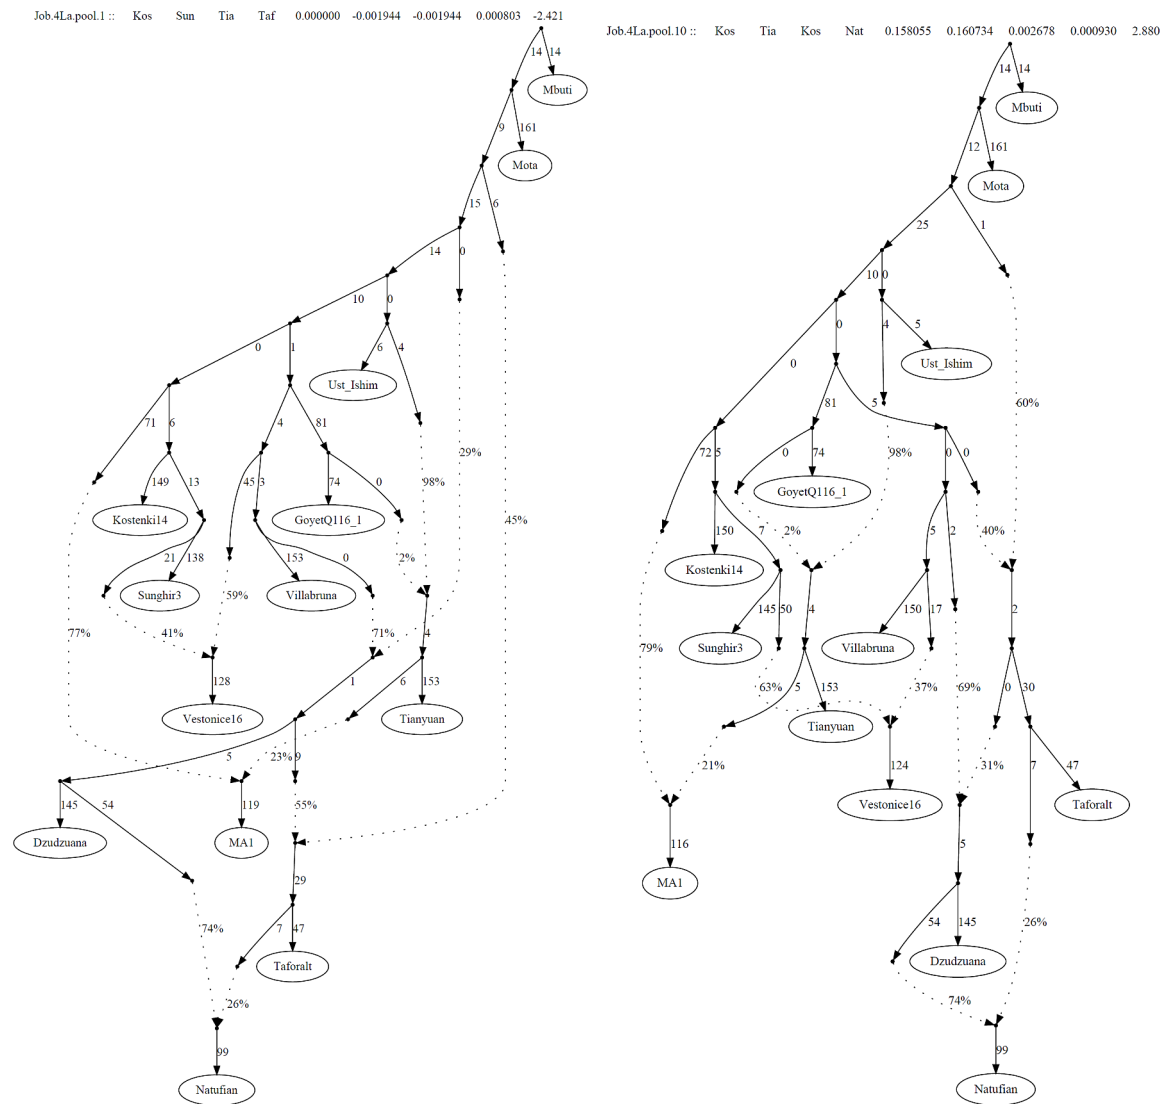 Job.4La.pool.1 :: Kos Sun Tia Taf 0.000000 -0.001944 -0.001944 0.000803 -2.421
14 14
Mbuti
9 161
Mota
15 6
14 0
10 0
0 1 6 4
Ust_Ishim
29%
71 6 4 81
98%
45%
149 13 45 3 74 0
Kostenki14
GoyetQ116_1
21 138 153 0 2%
Sunghir3
59%
Villabruna
77% 41% 71% 4
128 1 6 153
Vestonice16
Tianyuan
5 23% 9
145 54 119 55%
Dzudzuana
MA1
29
74% 7 47
Taforalt
26%
99
Natufian
Job.4La.pool.10 :: Kos Tia Kos Nat 0.158055 0.160734 0.002678 0.000930 2.880
14 14
Mbuti
12 161
Mota
25 1
10 0
0 4 5
Ust_Ishim
0
81 5 60%
72 5 0 74 98% 0 0
GoyetQ116_1
150 7 2% 5 2 40%
Kostenki14
145 50 4 150 17 2
Sunghir3
Villabruna
79% 63% 5 153 37% 69% 0 30
Tianyuan
21% 124 31% 7 47
Vestonice16
Taforalt
116 5
MA1
54 145 26%
Dzudzuana
74%
99
Natufian